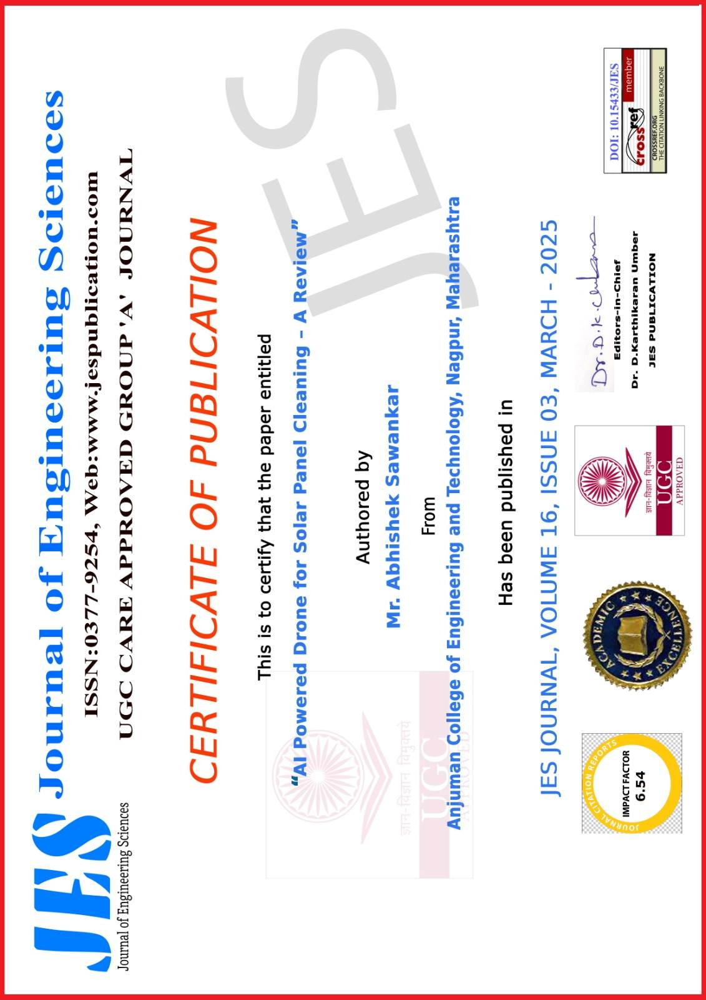 JES
Journal of Engineering Sciences
Journal of Engineering Sciences
ISSN:0377-9254, Web:www.jespublication.com
UGC CARE APPROVED GROUP 'A' JOURNAL
CERTIFICATE OF PUBLICATION
This is to certify that the paper entitled
“AI Powered Drone for Solar Panel Cleaning – A Review”
Authored by
Mr. Abhishek Sawankar
From
Anjuman College of Engineering and Technology, Nagpur, Maharashtra
Has been published in
JES JOURNAL, VOLUME 16, ISSUE 03, MARCH - 2025
JES
ज्ञान-विज्ञान विमुक्तये
UGC
APPROVED
JOURNAL CITATION REPORTS
IMPACT FACTOR
6.54
ACADEMIC
EXCELLENCE
ज्ञान-विज्ञान विमुक्तये
UGC
APPROVED
Dr. D.K.
Editors-in-Chief
Dr. D.Karthikaran Umber
JES PUBLICATION
DOI: 10.15433/JES
crossref
member
CROSSREF.ORG
THE CITATION LINKING BACKBONE